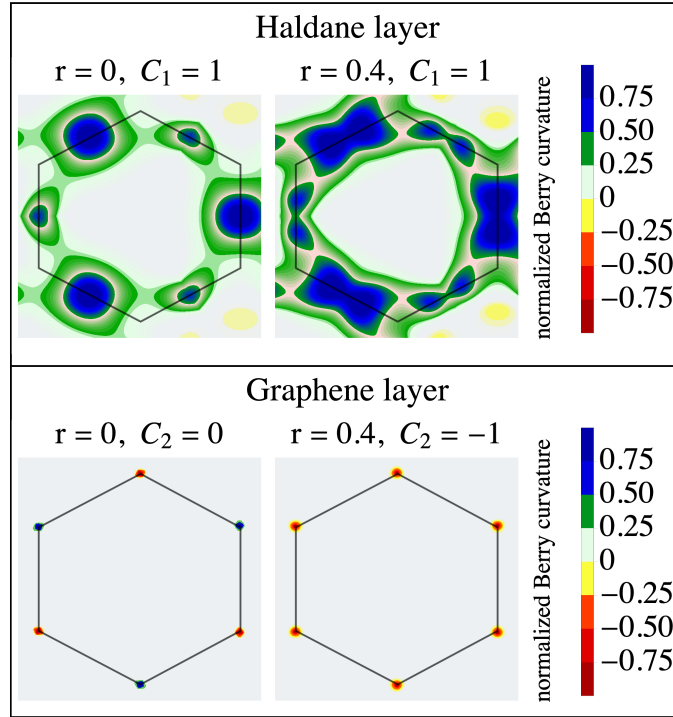 Haldane layer
r = 0, C₁ = 1
r = 0.4, C₁ = 1
normalized Berry curvature
0.75
0.50
0.25
0
−0.25
−0.50
−0.75
Graphene layer
r = 0, C₂ = 0
r = 0.4, C₂ = −1
normalized Berry curvature
0.75
0.50
0.25
0
−0.25
−0.50
−0.75